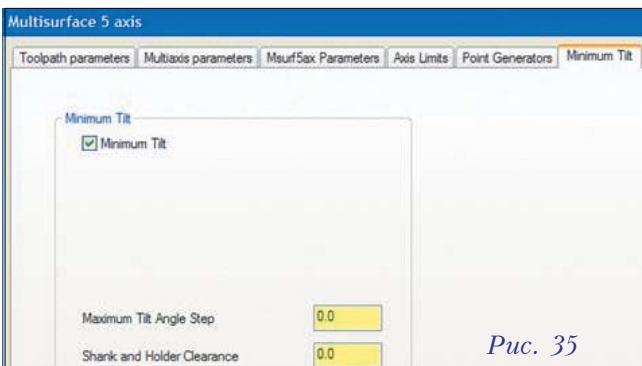 Multisurface 5 axis
Toolpath parameters Multiaxis parameters Msurf5ax Parameters Axis Limits Point Generators Minimum Tilt
Minimum Tilt
Minimum Tilt
Maximum Tilt Angle Step 0.0
Shank and Holder Clearance 0.0
Рис. 35